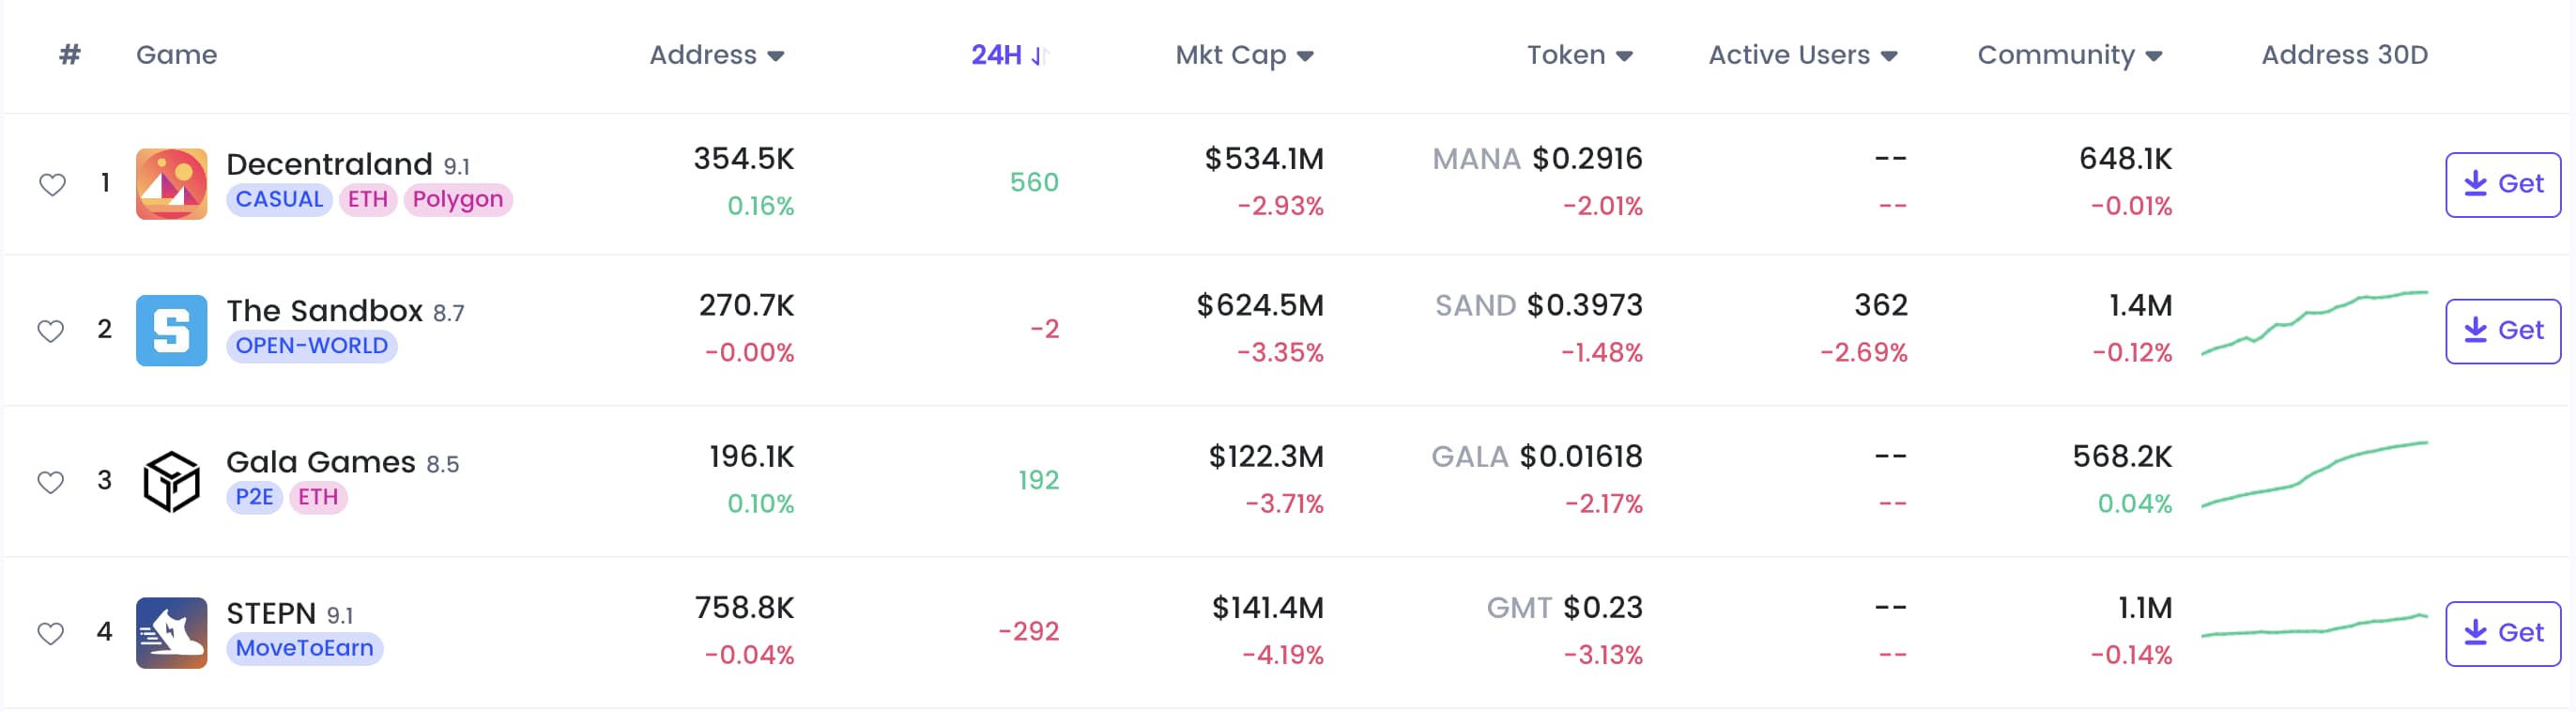 # Game Address 24H Mkt Cap Token Active Users Community Address 30D
1 Decentraland 9.1 354.5K 560 $534.1M MANA $0.2916 -- 648.1K Get
CASUAL ETH Polygon 0.16% -2.93% -2.01% -- -0.01%
2 The Sandbox 8.7 270.7K -2 $624.5M SAND $0.3973 362 1.4M Get
OPEN-WORLD -0.00% -3.35% -1.48% -2.69% -0.12%
3 Gala Games 8.5 196.1K 192 $122.3M GALA $0.01618 -- 568.2K
P2E ETH 0.10% -3.71% -2.17% -- 0.04%
4 STEPN 9.1 758.8K -292 $141.4M GMT $0.23 -- 1.1M Get
MoveToEarn -0.04% -4.19% -3.13% -- -0.14%